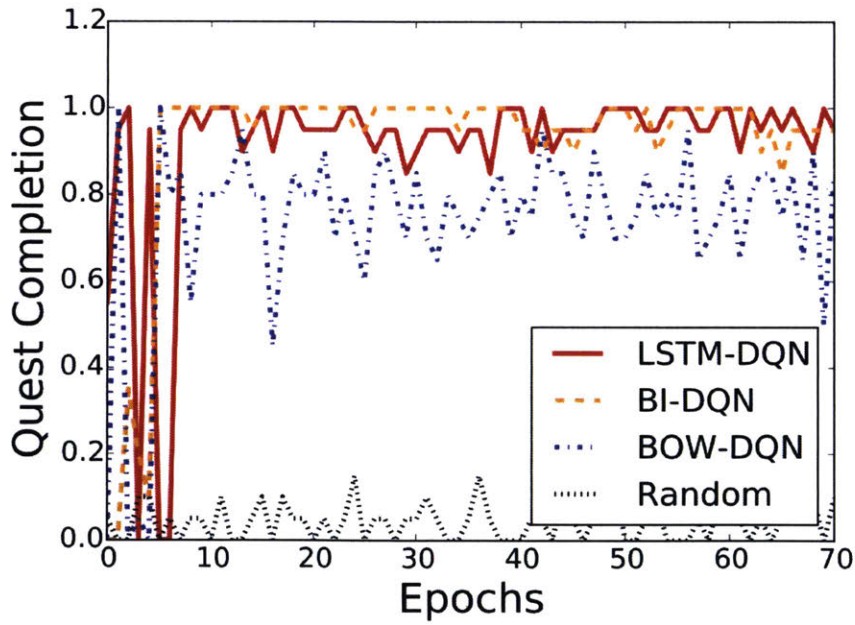 1.2
1.0
0.8
0.6
0.4
0.2
0.0
0 10 20 30 40 50 60 70
Quest Completion
Epochs
LSTM-DQN
BI-DQN
BOW-DQN
Random